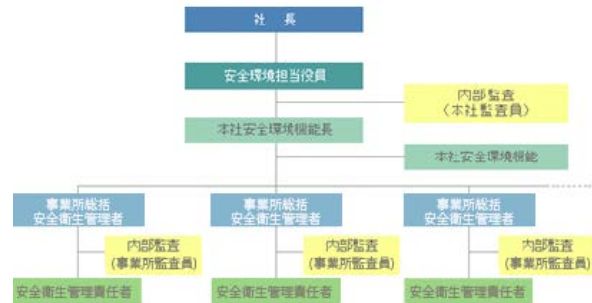 社　長
安全環境担当役員
内部監査
（本社監査員）
本社安全環境機能長
本社安全環境機能
事業所総括
安全衛生管理者
事業所総括
安全衛生管理者
事業所総括
安全衛生管理者
内部監査
(事業所監査員)
内部監査
(事業所監査員)
内部監査
(事業所監査員)
安全衛生管理責任者
安全衛生管理責任者
安全衛生管理責任者